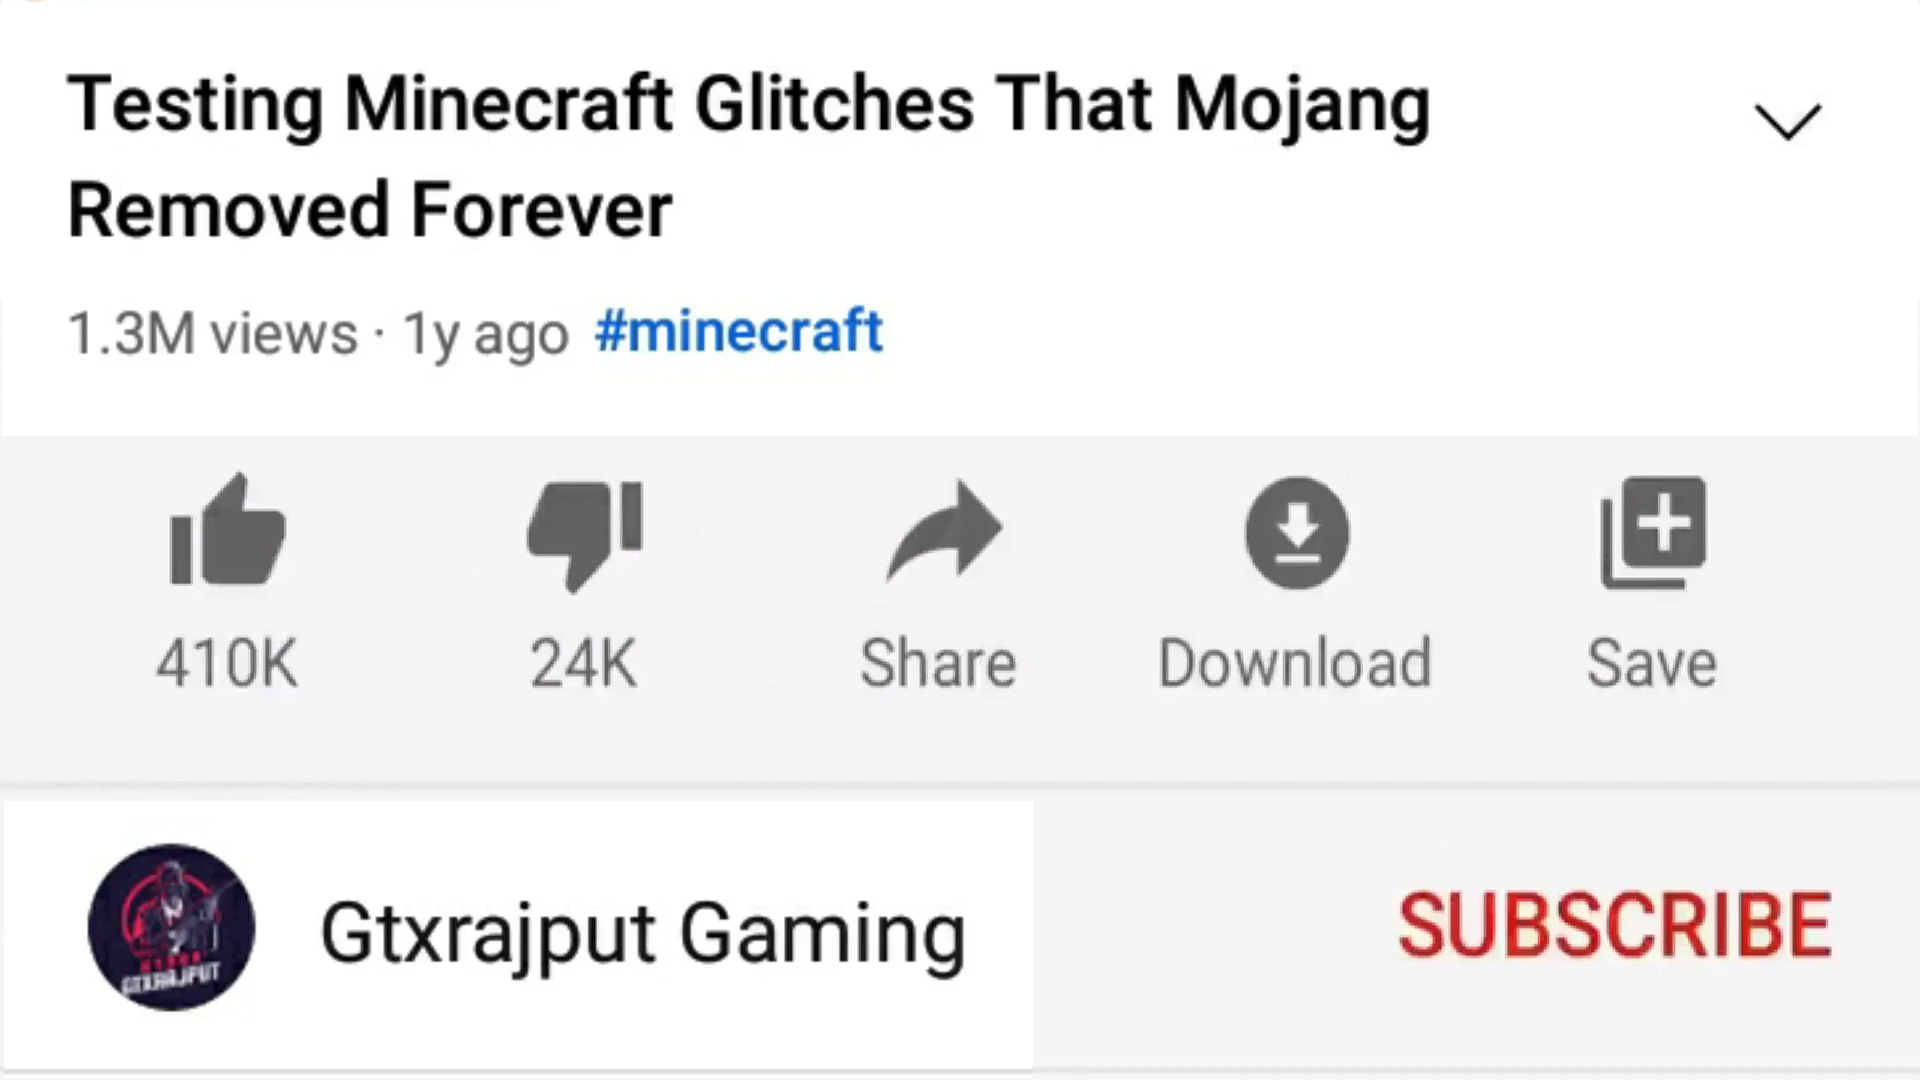 Testing Minecraft Glitches That Mojang
Removed Forever
1.3M views · 1y ago #minecraft
410K 24K Share Download Save
Gtxrajput Gaming SUBSCRIBE
GTXRAJPUT